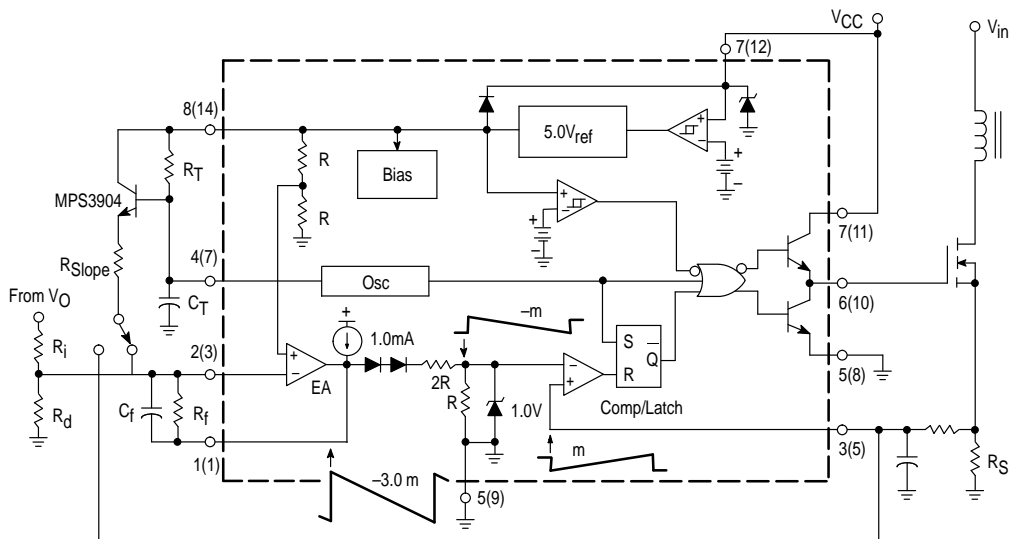 VCC
Vin
7(12)
8(14)
RT
R
Bias
5.0Vref
+
−
+
−
MPS3904
R
+
−
+
−
7(11)
RSlope
4(7)
Osc
CT
6(10)
From VO
+
1.0mA
−m
Ri
2(3)
+
−
EA
2R
S
Q
R
−
+
5(8)
Rd
Cf
Rf
R
1.0V
Comp/Latch
1(1)
m
3(5)
RS
−3.0 m
5(9)